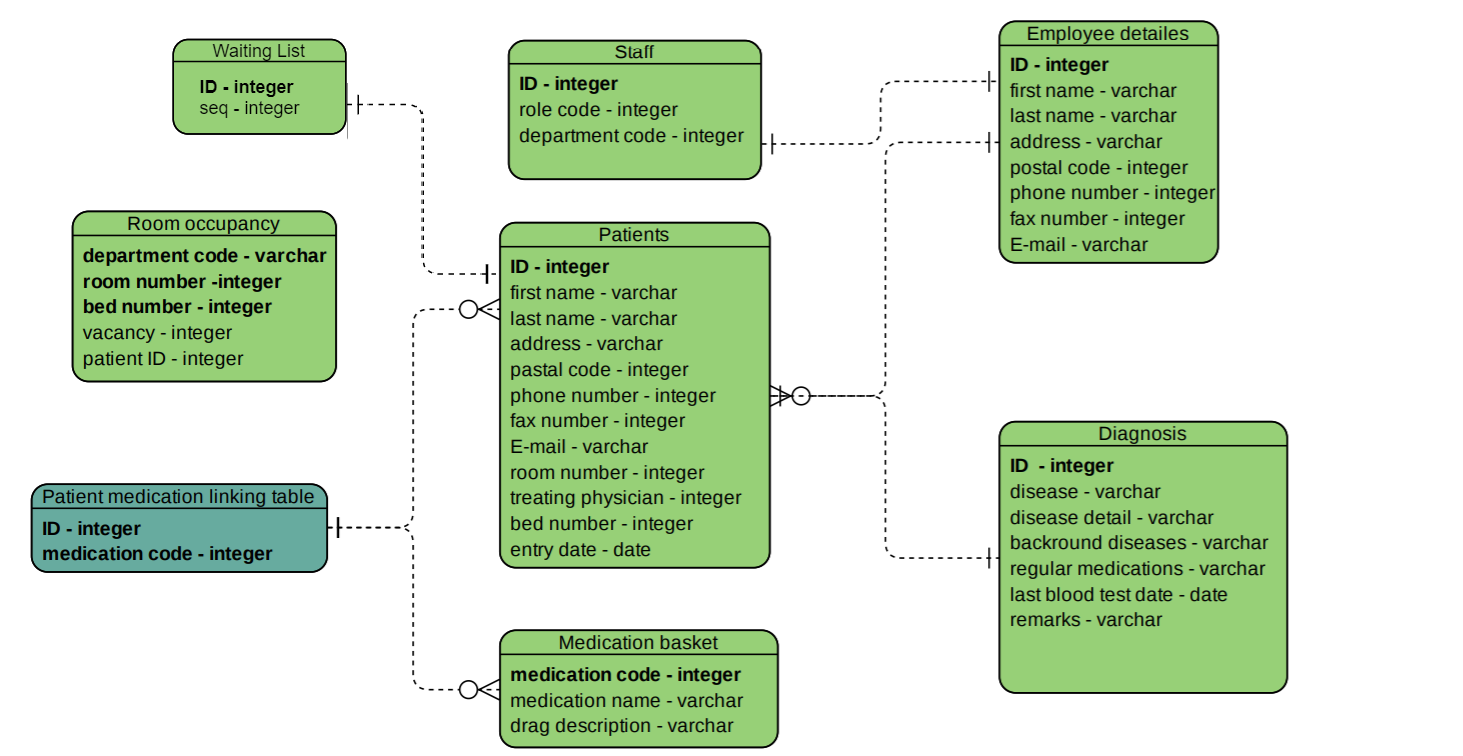 Waiting List
ID - integer
seq - integer
Staff
ID - integer
role code - integer
department code - integer
Employee detailes
ID - integer
first name - varchar
last name - varchar
address - varchar
postal code - integer
phone number - integer
fax number - integer
E-mail - varchar
Room occupancy
department code - varchar
room number -integer
bed number - integer
vacancy - integer
patient ID - integer
Patients
ID - integer
first name - varchar
last name - varchar
address - varchar
pastal code - integer
phone number - integer
fax number - integer
E-mail - varchar
room number - integer
treating physician - integer
bed number - integer
entry date - date
Diagnosis
ID  - integer
disease - varchar
disease detail - varchar
backround diseases - varchar
regular medications - varchar
last blood test date - date
remarks - varchar
Patient medication linking table
ID - integer
medication code - integer
Medication basket
medication code - integer
medication name - varchar
drag description - varchar